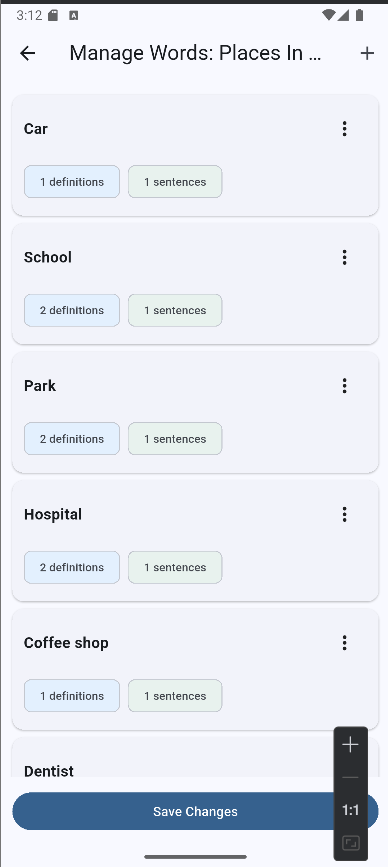 3:12
Manage Words: Places In ...
Car
1 definitions 1 sentences
School
2 definitions 1 sentences
Park
2 definitions 1 sentences
Hospital
2 definitions 1 sentences
Coffee shop
1 definitions 1 sentences
Dentist
Save Changes
1:1